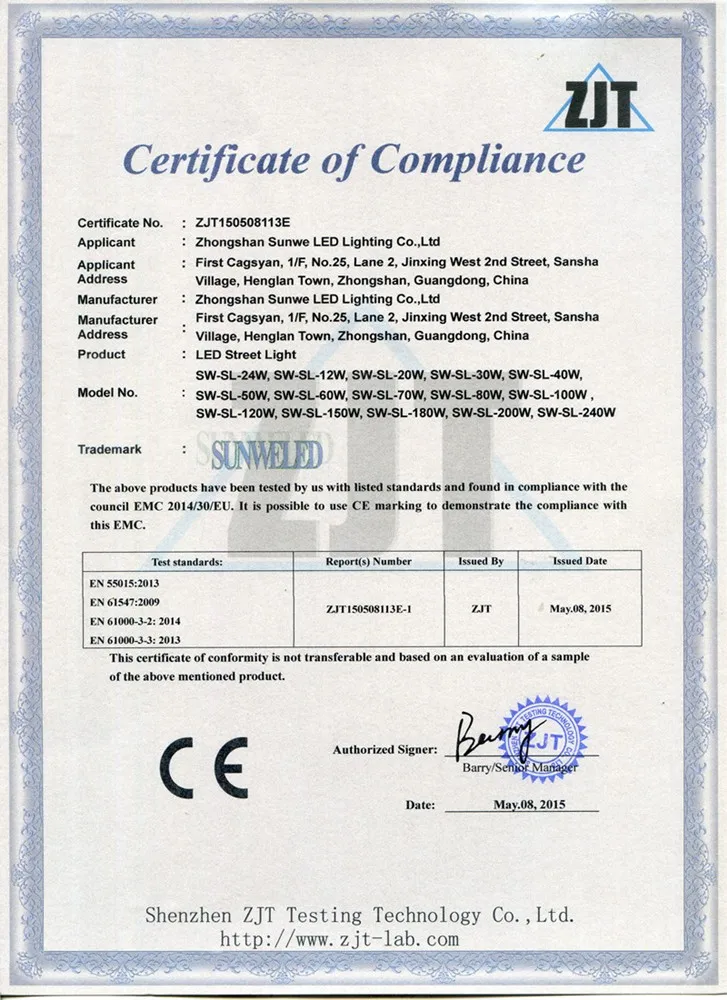 ZJT
Certificate of Compliance
Certificate No. : ZJT150508113E
Applicant : Zhongshan Sunwe LED Lighting Co.,Ltd
Applicant Address : First Cagsyan, 1/F, No.25, Lane 2, Jinxing West 2nd Street, Sansha
Village, Henglan Town, Zhongshan, Guangdong, China
Manufacturer : Zhongshan Sunwe LED Lighting Co.,Ltd
Manufacturer Address : First Cagsyan, 1/F, No.25, Lane 2, Jinxing West 2nd Street, Sansha
Village, Henglan Town, Zhongshan, Guangdong, China
Product : LED Street Light
SW-SL-24W, SW-SL-12W, SW-SL-20W, SW-SL-30W, SW-SL-40W,
Model No. : SW-SL-50W, SW-SL-60W, SW-SL-70W, SW-SL-80W, SW-SL-100W ,
SW-SL-120W, SW-SL-150W, SW-SL-180W, SW-SL-200W, SW-SL-240W
Trademark : SUNWELED
The above products have been tested by us with listed standards and found in compliance with the
council EMC 2014/30/EU. It is possible to use CE marking to demonstrate the compliance with
this EMC.
Test standards: Report(s) Number Issued By Issued Date
EN 55015:2013
EN 61547:2009
ZJT150508113E-1 ZJT May.08, 2015
EN 61000-3-2: 2014
EN 61000-3-3: 2013
This certificate of conformity is not transferable and based on an evaluation of a sample
of the above mentioned product.
CE
Authorized Signer: Barry
ZJT
Barry/Senior Manager
Date: May.08, 2015
Shenzhen ZJT Testing Technology Co.,Ltd.
http://www.zjt-lab.com